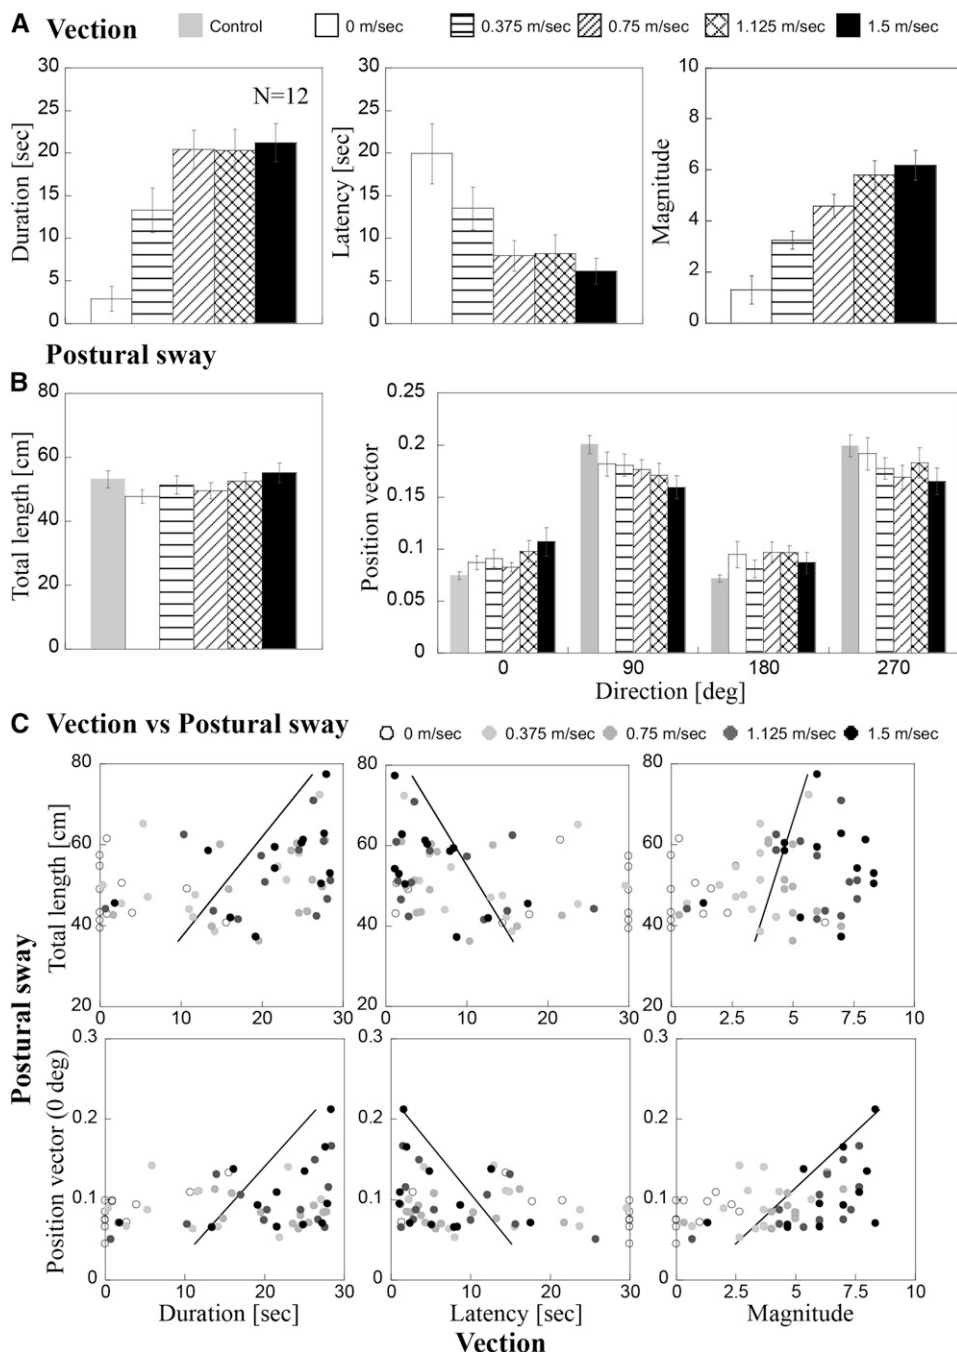 A Vection Control 0 m/sec 0.375 m/sec 0.75 m/sec 1.125 m/sec 1.5 m/sec
Duration [sec]
30
25
20
15
10
5
0
N=12
Latency [sec]
30
25
20
15
10
5
0
Magnitude
10
8
6
4
2
0
Postural sway
B
Total length [cm]
80
60
40
20
0
Position vector
0.25
0.2
0.15
0.1
0.05
0
0 90 180 270
Direction [deg]
C Vection vs Postural sway 0 m/sec 0.375 m/sec 0.75 m/sec 1.125 m/sec 1.5 m/sec
Postural sway
Total length [cm]
80
60
40
20
0 10 20 30
80
60
40
20
0 10 20 30
80
60
40
20
0 2.5 5 7.5 10
Position vector (0 deg)
0.3
0.2
0.1
0
0 10 20 30
Duration [sec]
0.3
0.2
0.1
0
0 10 20 30
Latency [sec]
0.3
0.2
0.1
0
0 2.5 5 7.5 10
Magnitude
Vection